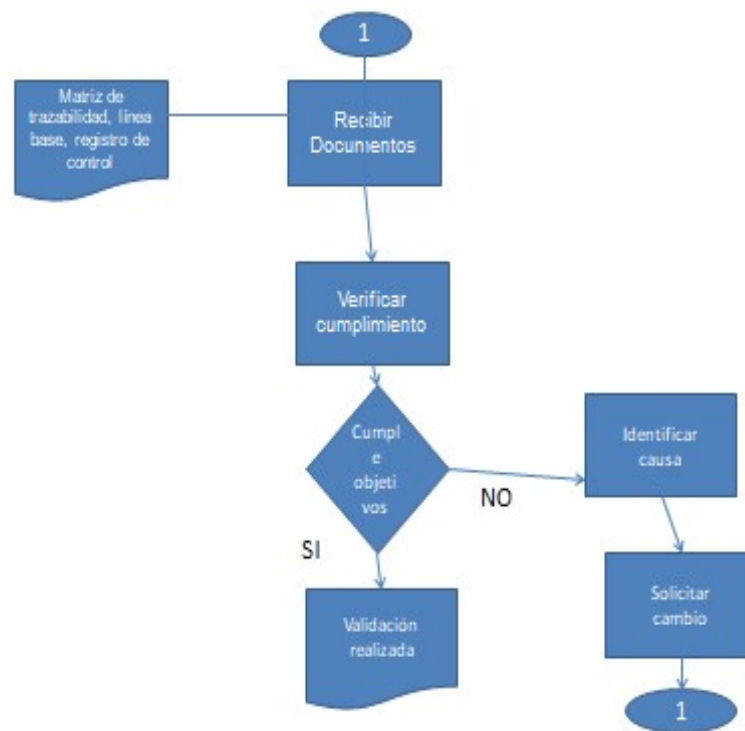 1
Matriz de
trazabilidad, línea
base, registro de
control
Recibir
Documentos
Verificar
cumplimiento
Cumpl
e
objeti
vos
NO
SI
Identificar
causa
Validación
realizada
Solicitar
cambio
1